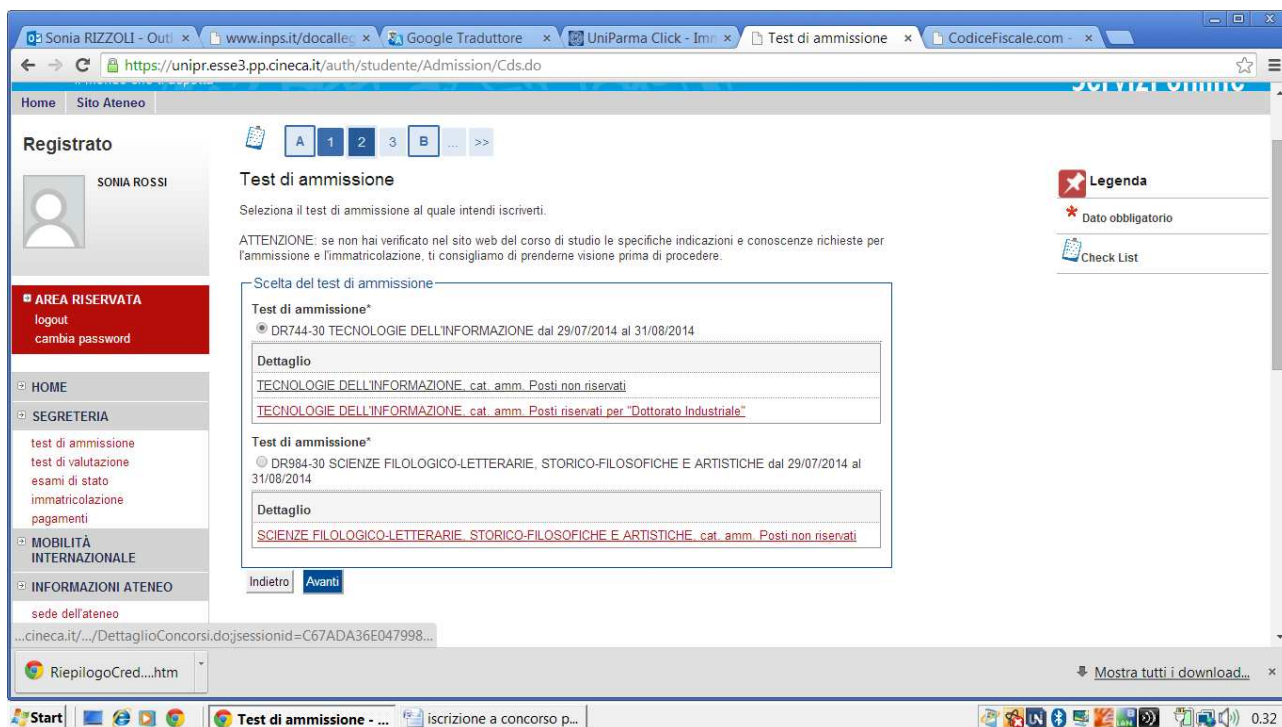 Sonia RIZZOLI - Outl
www.inps.it/docalleg
Google Traduttore
UniParma Click - Imm
Test di ammissione
CodiceFiscale.com -
https://unipr.esse3.pp.cineca.it/auth/studente/Admission/Cds.do
Servizi online
Home Sito Ateneo
Registrato
SONIA ROSSI
AREA RISERVATA
logout
cambia password
HOME
SEGRETERIA
test di ammissione
test di valutazione
esami di stato
immatricolazione
pagamenti
MOBILITÀ
INTERNAZIONALE
INFORMAZIONI ATENEO
sede dell'ateneo
A 1 2 3 B ... >>
Test di ammissione
Seleziona il test di ammissione al quale intendi iscriverti.
ATTENZIONE: se non hai verificato nel sito web del corso di studio le specifiche indicazioni e conoscenze richieste per
l'ammissione e l'immatricolazione, ti consigliamo di prenderne visione prima di procedere.
Scelta del test di ammissione
Test di ammissione*
DR744-30 TECNOLOGIE DELL'INFORMAZIONE dal 29/07/2014 al 31/08/2014
Dettaglio
TECNOLOGIE DELL'INFORMAZIONE, cat. amm. Posti non riservati
TECNOLOGIE DELL'INFORMAZIONE, cat. amm. Posti riservati per "Dottorato Industriale"
Test di ammissione*
DR984-30 SCIENZE FILOLOGICO-LETTERARIE, STORICO-FILOSOFICHE E ARTISTICHE dal 29/07/2014 al
31/08/2014
Dettaglio
SCIENZE FILOLOGICO-LETTERARIE, STORICO-FILOSOFICHE E ARTISTICHE, cat. amm. Posti non riservati
Indietro Avanti
Legenda
* Dato obbligatorio
Check List
...cineca.it/.../DettaglioConcorsi.do;jsessionid=C67ADA36E047998...
RiepilogoCred....htm
Mostra tutti i download...
Start
Test di ammissione - ...
iscrizione a concorso p...
0.32